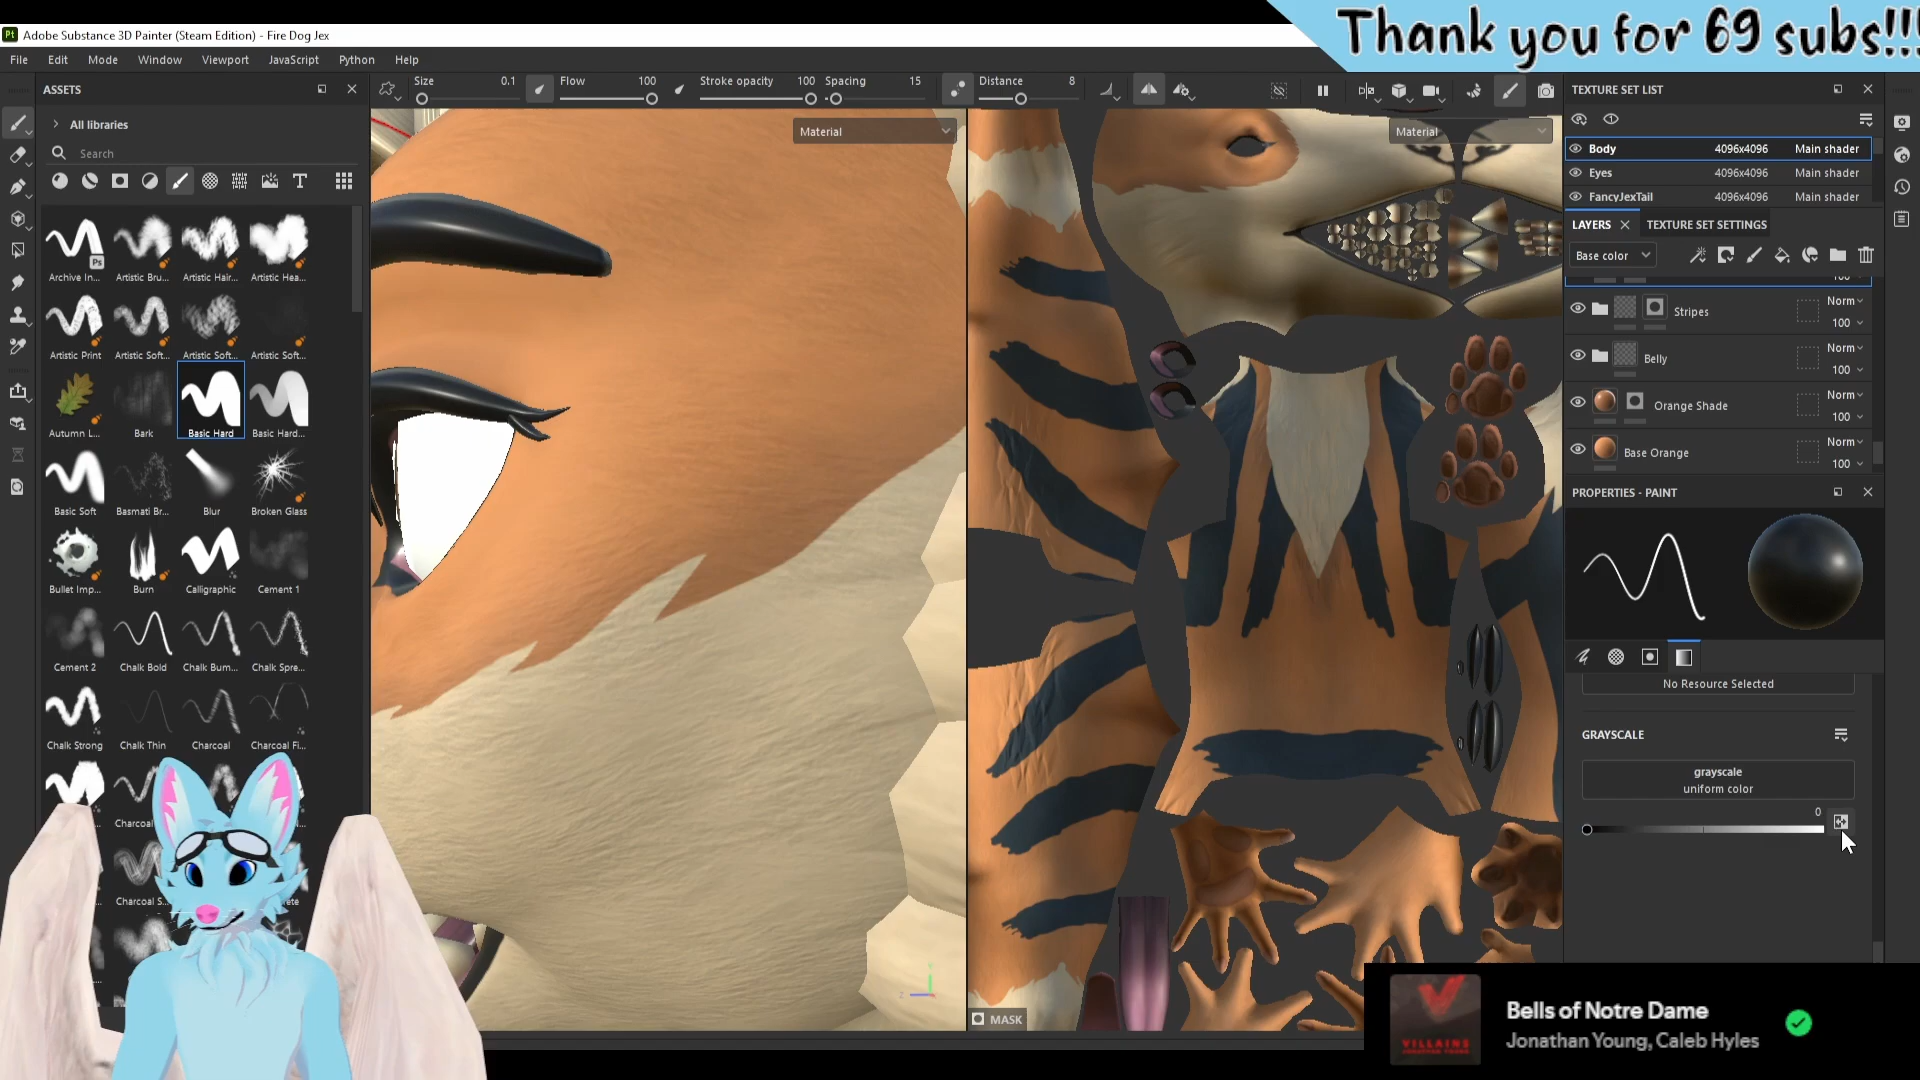 Thank you for 69 subs!!!
Adobe Substance 3D Painter (Steam Edition) - Fire Dog Jex
File Edit Mode Window Viewport JavaScript Python Help
ASSETS
Size 0.1 Flow 100 Stroke opacity 100 Spacing 15 Distance 8
All libraries
Search
Archive In... Artistic Bru... Artistic Hair... Artistic Hea...
Artistic Print Artistic Soft... Artistic Soft... Artistic Soft...
Autumn L... Bark Basic Hard Basic Hard...
Basic Soft Basmati Br... Blur Broken Glass
Bullet Imp... Burn Calligraphic Cement 1
Cement 2 Chalk Bold Chalk Bum... Chalk Spre...
Chalk Strong Chalk Thin Charcoal Charcoal Fi...
Charcoal
Charcoal S...
Material
Material
MASK
TEXTURE SET LIST
Body 4096x4096 Main shader
Eyes 4096x4096 Main shader
FancyJexTail 4096x4096 Main shader
LAYERS TEXTURE SET SETTINGS
Base color
100
Stripes Norm 100
Belly Norm 100
Orange Shade Norm 100
Base Orange Norm 100
PROPERTIES - PAINT
No Resource Selected
GRAYSCALE
grayscale
uniform color
0
VILLAINS
Bells of Notre Dame
Jonathan Young, Caleb Hyles